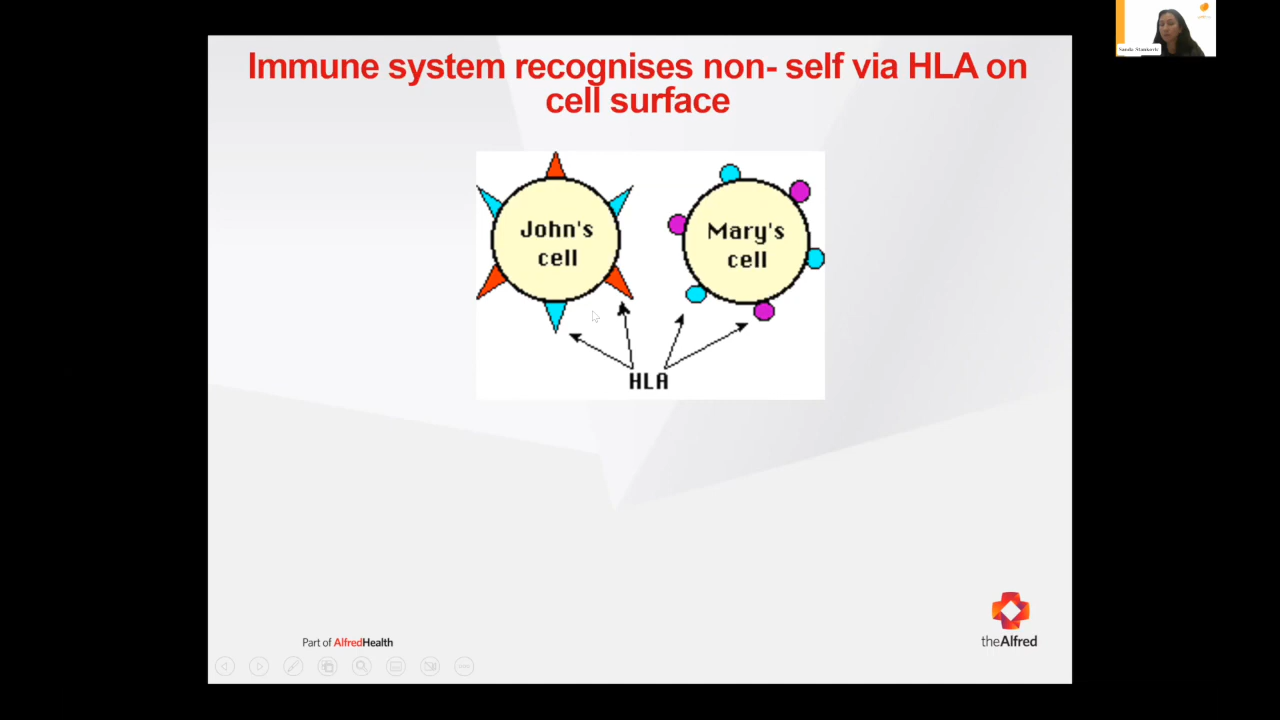 Immune system recognises non- self via HLA on
cell surface
John's
cell
Mary's
cell
HLA
Part of AlfredHealth
theAlfred